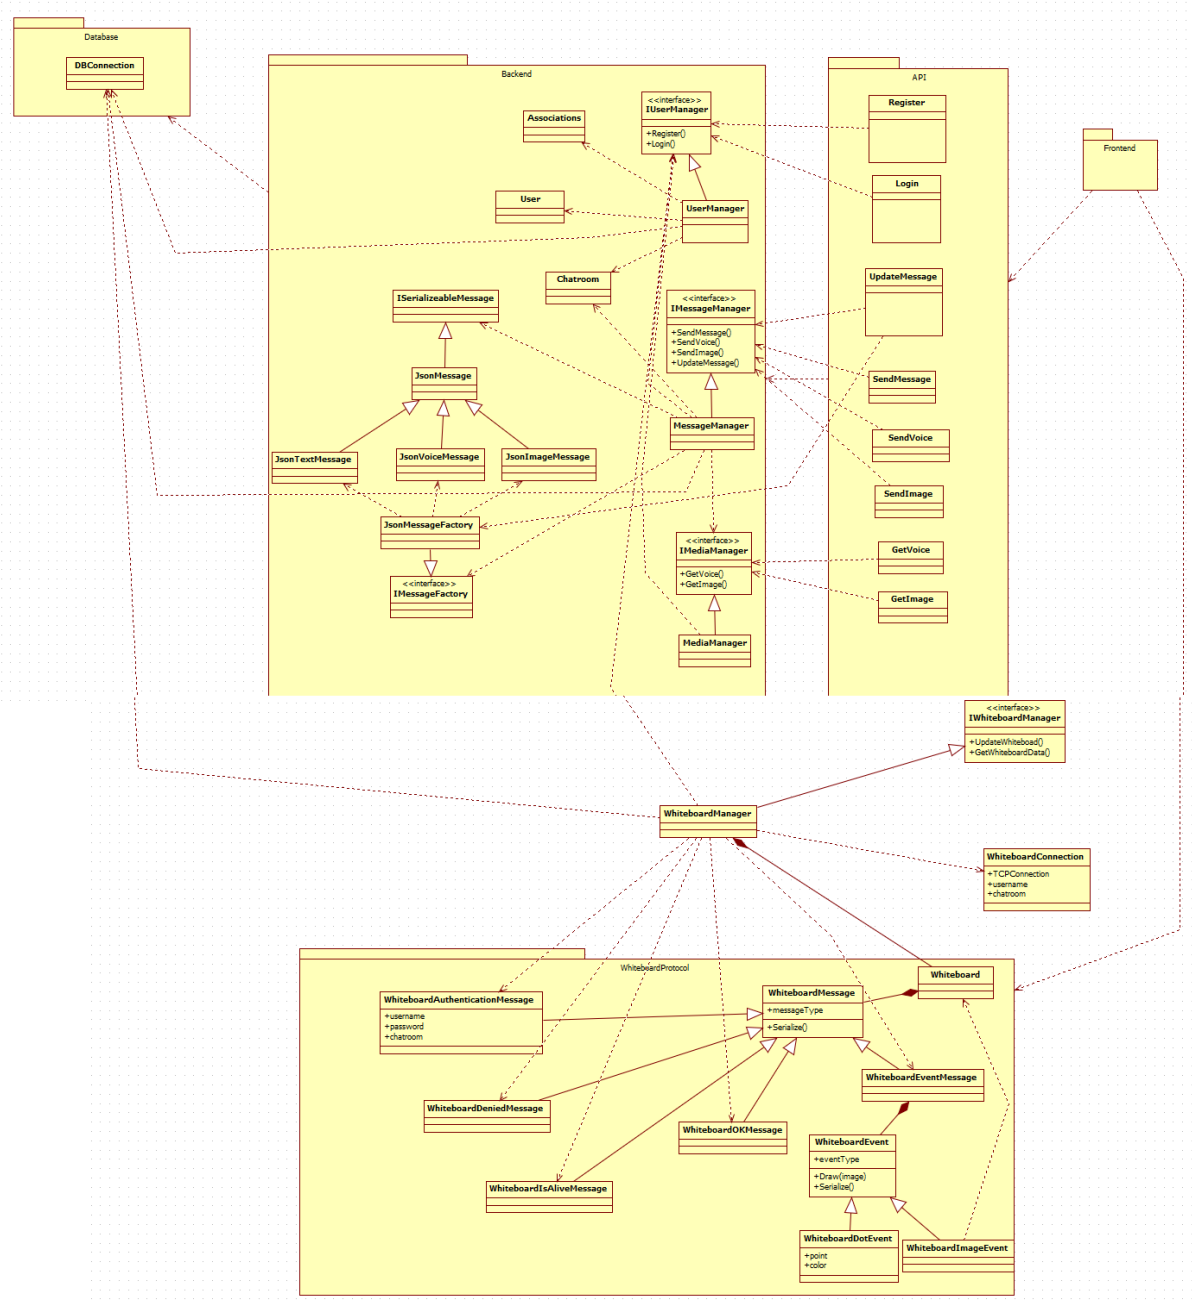 Database
DBConnection
Backend
Associations
<<interface>>
IUserManager
+Register()
+Login()
User
UserManager
Chatroom
ISerializeableMessage
<<interface>>
IMessageManager
+SendMessage()
+SendVoice()
+SendImage()
+UpdateMessage()
JsonMessage
MessageManager
JsonTextMessage
JsonVoiceMessage
JsonImageMessage
JsonMessageFactory
<<interface>>
IMessageFactory
<<interface>>
IMediaManager
+GetVoice()
+GetImage()
MediaManager
API
Register
Login
UpdateMessage
SendMessage
SendVoice
SendImage
GetVoice
GetImage
Frontend
<<interface>>
IWhiteboardManager
+UpdateWhiteboad()
+GetWhiteboardData()
WhiteboardManager
WhiteboardConnection
+TCPConnection
+username
+chatroom
WhiteboardProtocol
Whiteboard
WhiteboardAuthenticationMessage
+username
+password
+chatroom
WhiteboardMessage
+messageType
+Serialize()
WhiteboardEventMessage
WhiteboardDeniedMessage
WhiteboardOKMessage
WhiteboardEvent
+eventType
+Draw(image)
+Serialize()
WhiteboardIsAliveMessage
WhiteboardDotEvent
+point
+color
WhiteboardImageEvent